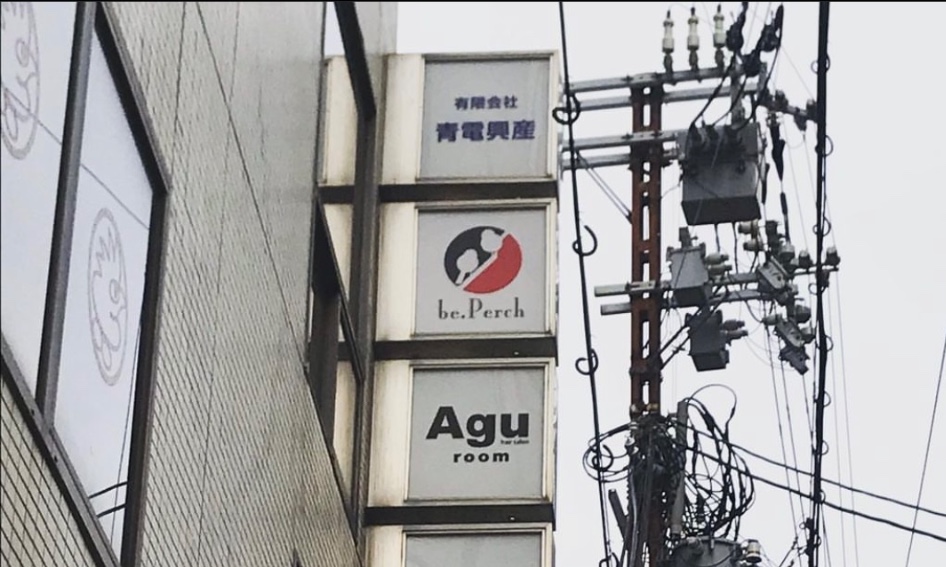 有限会社
青電興産
be.Perch
Agu
hair salon
room